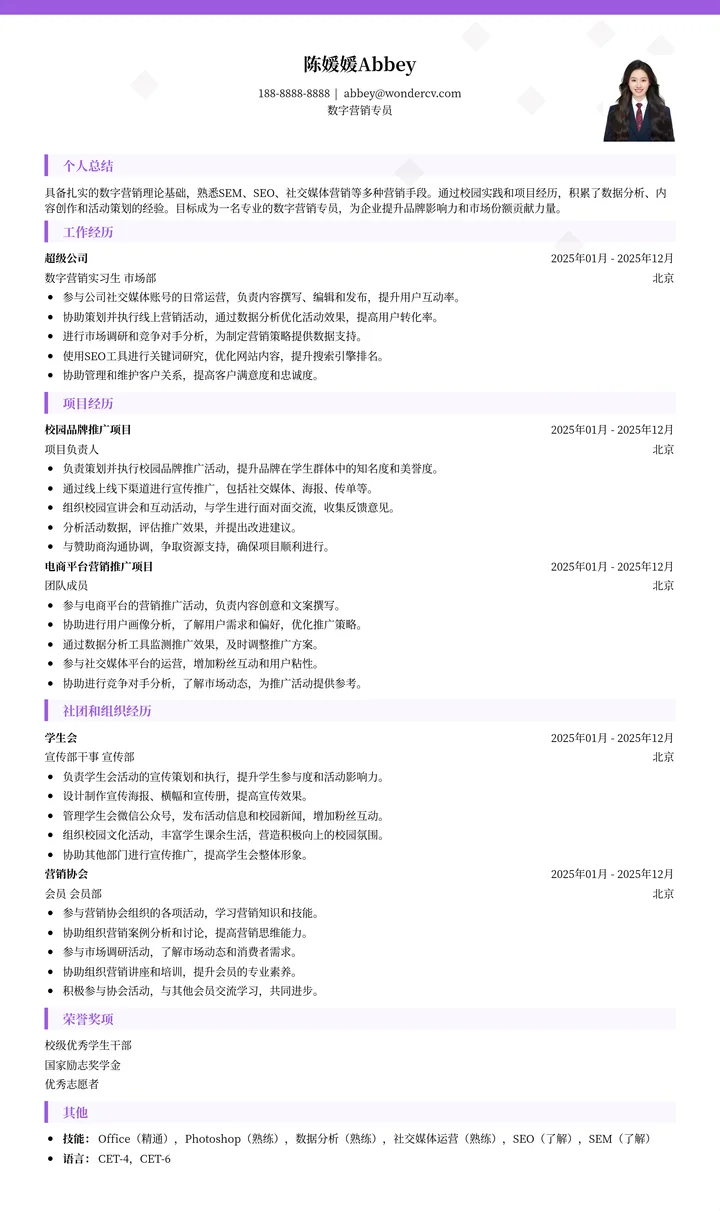 陈媛媛Abbey
188-8888-8888 | abbey@wondercv.com
数字营销专员
个人总结
具备扎实的数字营销理论基础，熟悉SEM、SEO、社交媒体营销等多种营销手段。通过校园实践和项目经历，积累了数据分析、内
容创作和活动策划的经验。目标成为一名专业的数字营销专员，为企业提升品牌影响力和市场份额贡献力量。
工作经历
超级公司 2025年01月 - 2025年12月
数字营销实习生 市场部 北京
• 参与公司社交媒体账号的日常运营，负责内容撰写、编辑和发布，提升用户互动率。
• 协助策划并执行线上营销活动，通过数据分析优化活动效果，提高用户转化率。
• 进行市场调研和竞争对手分析，为制定营销策略提供数据支持。
• 使用SEO工具进行关键词研究，优化网站内容，提升搜索引擎排名。
• 协助管理和维护客户关系，提高客户满意度和忠诚度。
项目经历
校园品牌推广项目 2025年01月 - 2025年12月
项目负责人 北京
• 负责策划并执行校园品牌推广活动，提升品牌在学生群体中的知名度和美誉度。
• 通过线上线下渠道进行宣传推广，包括社交媒体、海报、传单等。
• 组织校园宣讲会和互动活动，与学生进行面对面交流，收集反馈意见。
• 分析活动数据，评估推广效果，并提出改进建议。
• 与赞助商沟通协调，争取资源支持，确保项目顺利进行。
电商平台营销推广项目 2025年01月 - 2025年12月
团队成员 北京
• 参与电商平台的营销推广活动，负责内容创意和文案撰写。
• 协助进行用户画像分析，了解用户需求和偏好，优化推广策略。
• 通过数据分析工具监测推广效果，及时调整推广方案。
• 参与社交媒体平台的运营，增加粉丝互动和用户粘性。
• 协助进行竞争对手分析，了解市场动态，为推广活动提供参考。
社团和组织经历
学生会 2025年01月 - 2025年12月
宣传部干事 宣传部 北京
• 负责学生会活动的宣传策划和执行，提升学生参与度和活动影响力。
• 设计制作宣传海报、横幅和宣传册，提高宣传效果。
• 管理学生会微信公众号，发布活动信息和校园新闻，增加粉丝互动。
• 组织校园文化活动，丰富学生课余生活，营造积极向上的校园氛围。
• 协助其他部门进行宣传推广，提高学生会整体形象。
营销协会 2025年01月 - 2025年12月
会员 会员部 北京
• 参与营销协会组织的各项活动，学习营销知识和技能。
• 协助组织营销案例分析和讨论，提高营销思维能力。
• 参与市场调研活动，了解市场动态和消费者需求。
• 协助组织营销讲座和培训，提升会员的专业素养。
• 积极参与协会活动，与其他会员交流学习，共同进步。
荣誉奖项
校级优秀学生干部
国家励志奖学金
优秀志愿者
其他
• 技能： Office（精通）, Photoshop（熟练）, 数据分析（熟练）, 社交媒体运营（熟练）, SEO（了解）, SEM（了解）
• 语言： CET-4，CET-6